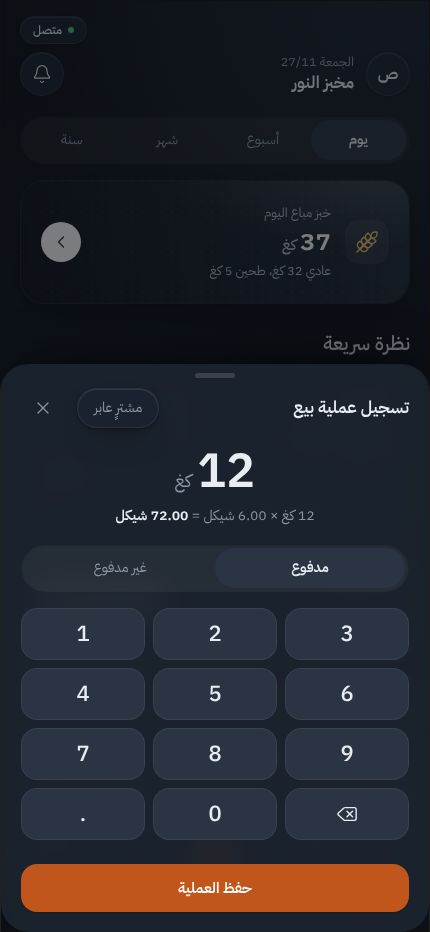 متصل
الجمعة 27/11
ص
مخبز النور
يوم
أسبوع
شهر
سنة
خبز مباع اليوم
37 كغ
عادي 32 كغ، طحين 5 كغ
نظرة سريعة
تسجيل عملية بيع
مشترٍ عابر
12 كغ
12 كغ × 6.00 شيكل = 72.00 شيكل
مدفوع
غير مدفوع
1 2 3
4 5 6
7 8 9
. 0
حفظ العملية